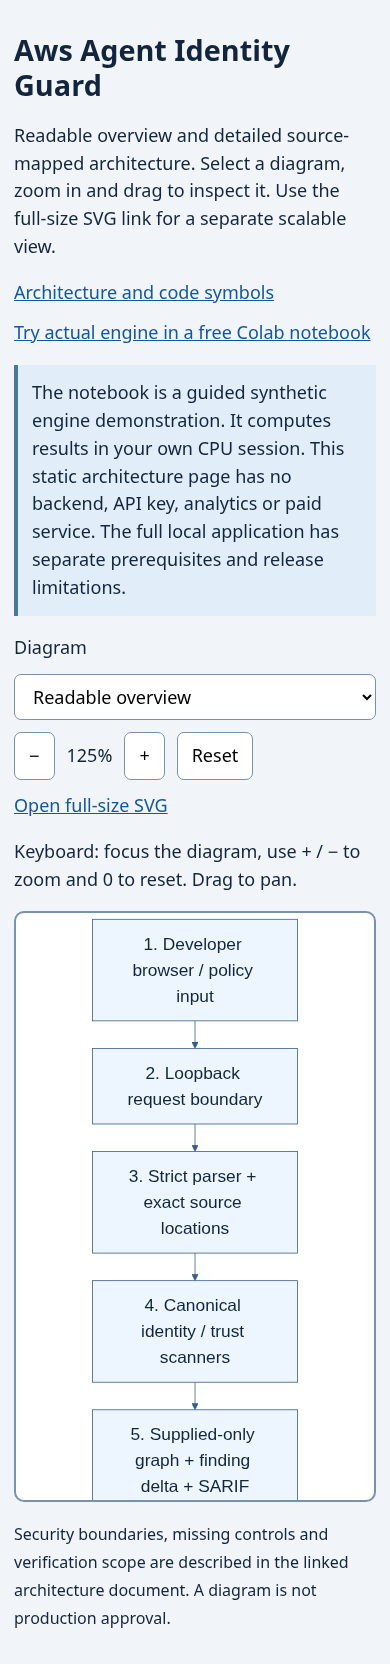 Aws Agent Identity
Guard
Readable overview and detailed source-
mapped architecture. Select a diagram,
zoom in and drag to inspect it. Use the
full-size SVG link for a separate scalable
view.
Architecture and code symbols
Try actual engine in a free Colab notebook
The notebook is a guided synthetic
engine demonstration. It computes
results in your own CPU session. This
static architecture page has no
backend, API key, analytics or paid
service. The full local application has
separate prerequisites and release
limitations.
Diagram
Readable overview
− 125% + Reset
Open full-size SVG
Keyboard: focus the diagram, use + / − to
zoom and 0 to reset. Drag to pan.
1. Developer
browser / policy
input
2. Loopback
request boundary
3. Strict parser +
exact source
locations
4. Canonical
identity / trust
scanners
5. Supplied-only
graph + finding
delta + SARIF
Security boundaries, missing controls and
verification scope are described in the linked
architecture document. A diagram is not
production approval.